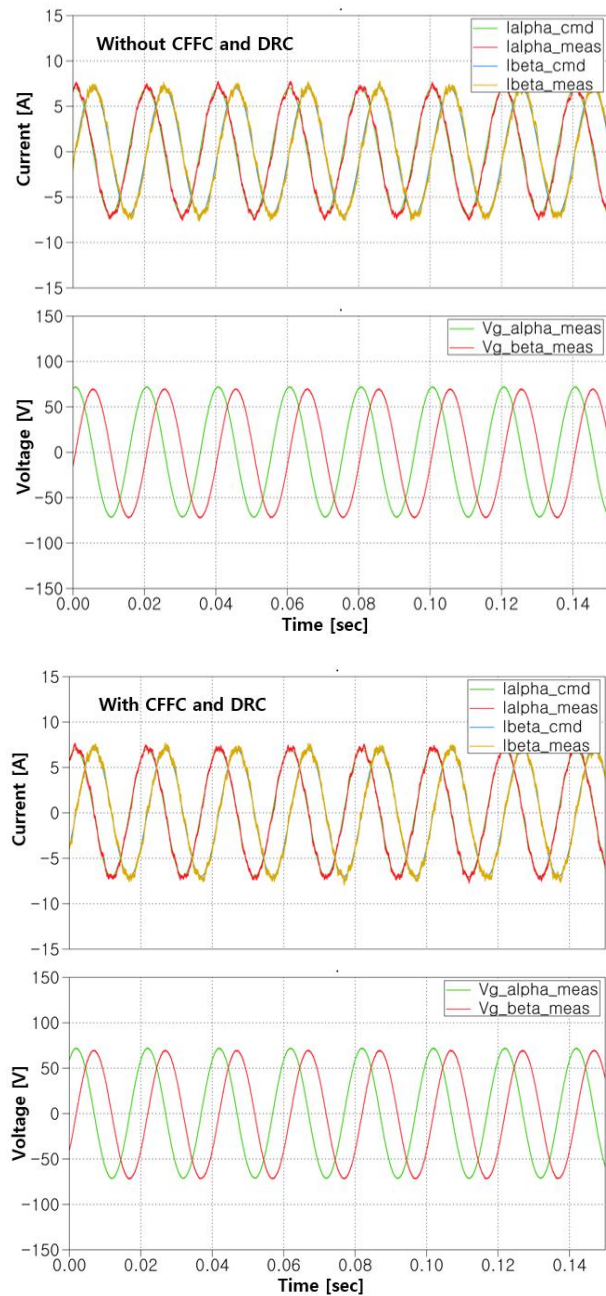 Without CFFC and DRC
Ialpha_cmd
Ialpha_meas
Ibeta_cmd
Ibeta_meas
Current [A]
15
10
5
0
−5
−10
−15
Vg_alpha_meas
Vg_beta_meas
Voltage [V]
150
100
50
0
−50
−100
−150
0.00 0.02 0.04 0.06 0.08 0.10 0.12 0.14
Time [sec]
With CFFC and DRC
Ialpha_cmd
Ialpha_meas
Ibeta_cmd
Ibeta_meas
Current [A]
15
10
5
0
−5
−10
−15
Vg_alpha_meas
Vg_beta_meas
Voltage [V]
150
100
50
0
−50
−100
−150
0.00 0.02 0.04 0.06 0.08 0.10 0.12 0.14
Time [sec]